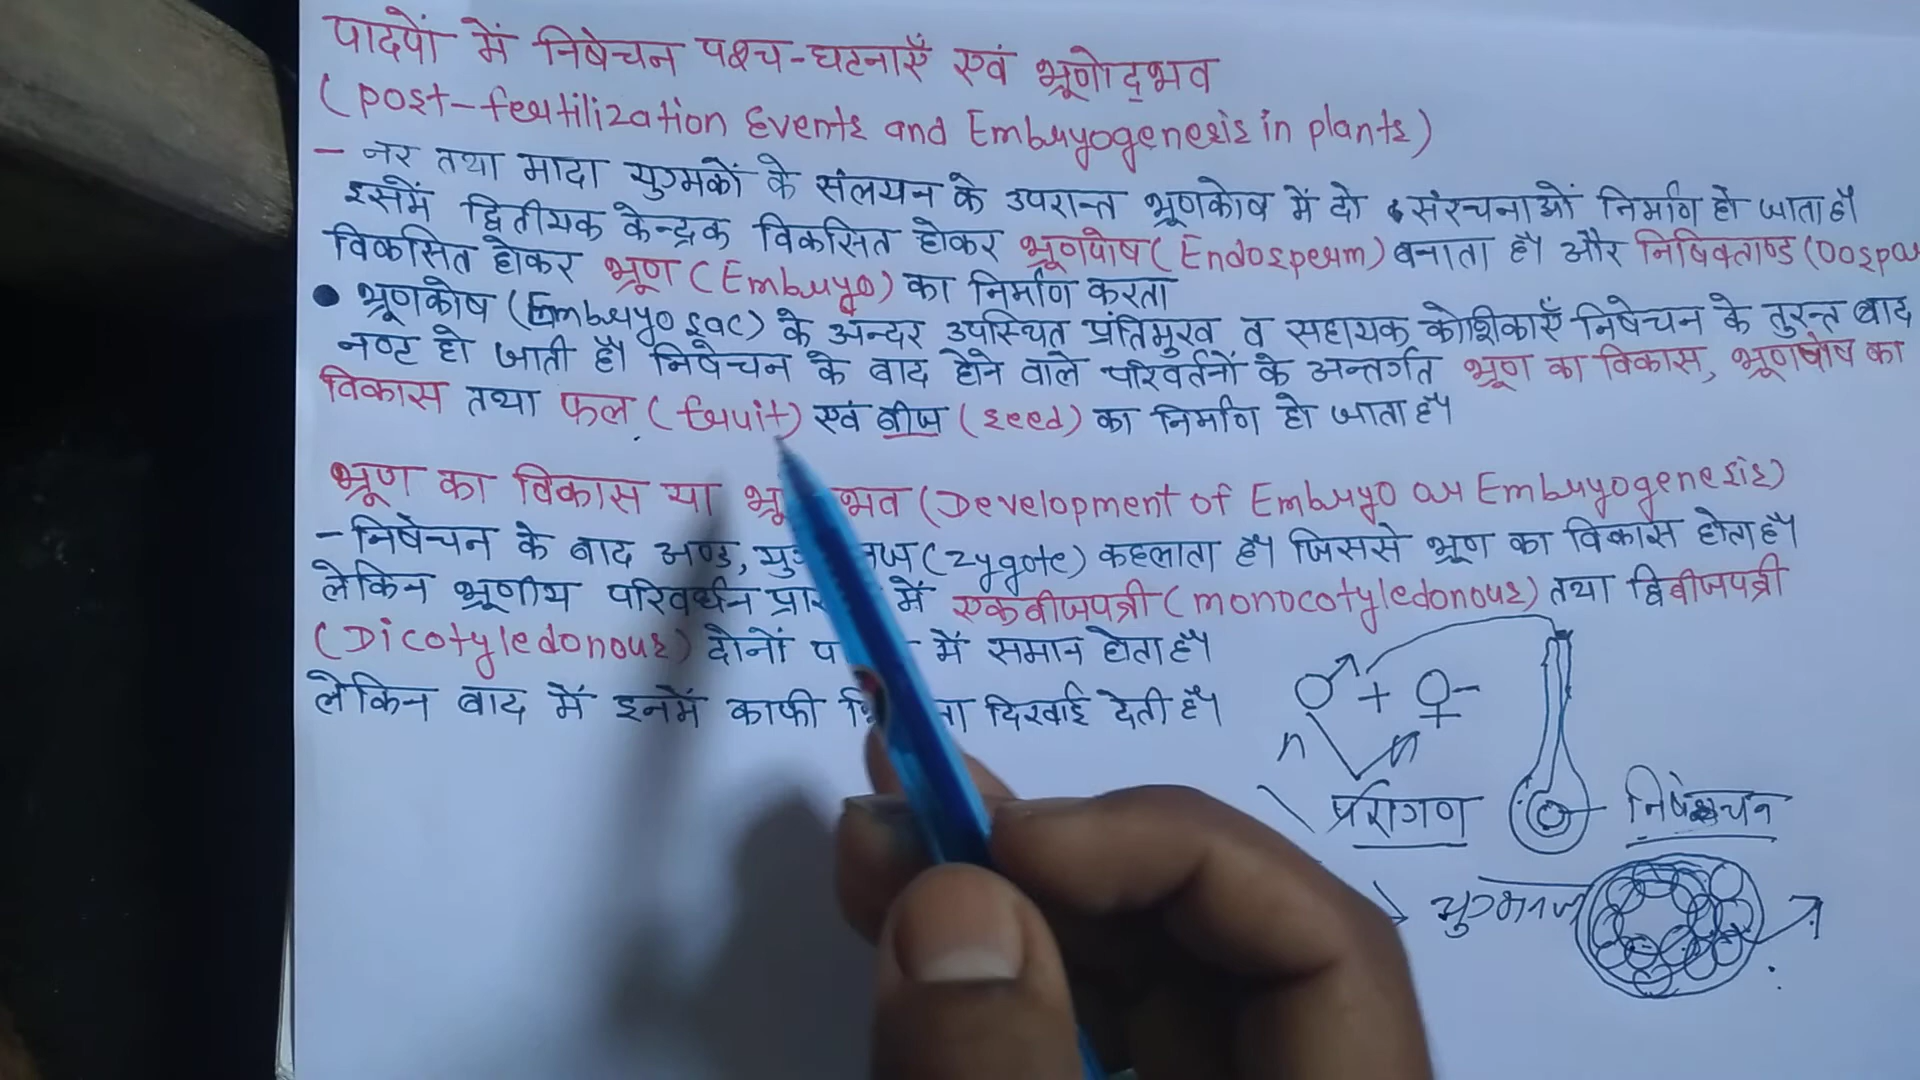 पादपों में निषेचन पश्च-घटनाएँ एवं भ्रूणोद्भव
(Post-fertilization Events and Embryogenesis in plants)
- नर तथा मादा युग्मकों के संलयन के उपरान्त भ्रूणकोष में दो संरचनाओं निर्माण हो जाता है
इसमें द्वितीयक केन्द्रक विकसित होकर भ्रूणपोष (Endosperm) बनाता है। और निषिक्ताण्ड
विकसित होकर भ्रूण (Embryo) का निर्माण करता
• भ्रूणकोष (Embryo sac) के अन्दर उपस्थित प्रतिमुख व सहायक कोशिकाएँ निषेचन के तुरन्त बाद
नष्ट हो जाती है। निषेचन के बाद होने वाले परिवर्तनों के अन्तर्गत भ्रूण का विकास, भ्रूणपोष का
विकास तथा फल (fruit) एवं बीज (seed) का निर्माण हो जाता है।
भ्रूण का विकास या (Development of Embryo or Embryogenesis)
- निषेचन के बाद अण्ड, (Zygote) कहलाता है। जिससे भ्रूण का विकास होता है।
लेकिन भ्रूणीय परिवर्धन में एकबीजपत्री (monocotyledonous) तथा द्विबीजपत्री
(Dicotyledonous) दोनों में समान होता है।
लेकिन बाद में इनमें काफी दिखाई देती है।
♂ + ♀
n n
परागण
युग्मनज